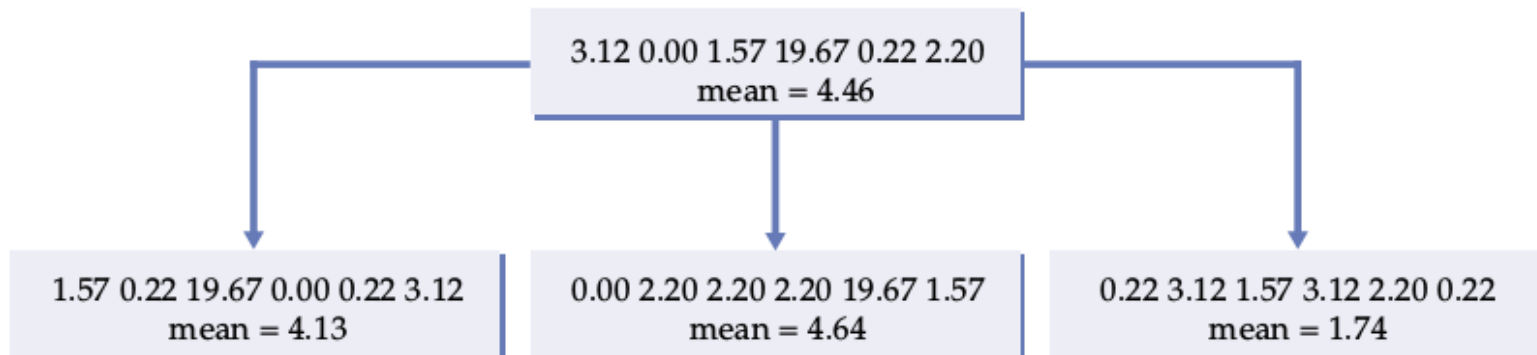 3.12 0.00 1.57 19.67 0.22 2.20
mean = 4.46
1.57 0.22 19.67 0.00 0.22 3.12
mean = 4.13
0.00 2.20 2.20 2.20 19.67 1.57
mean = 4.64
0.22 3.12 1.57 3.12 2.20 0.22
mean = 1.74